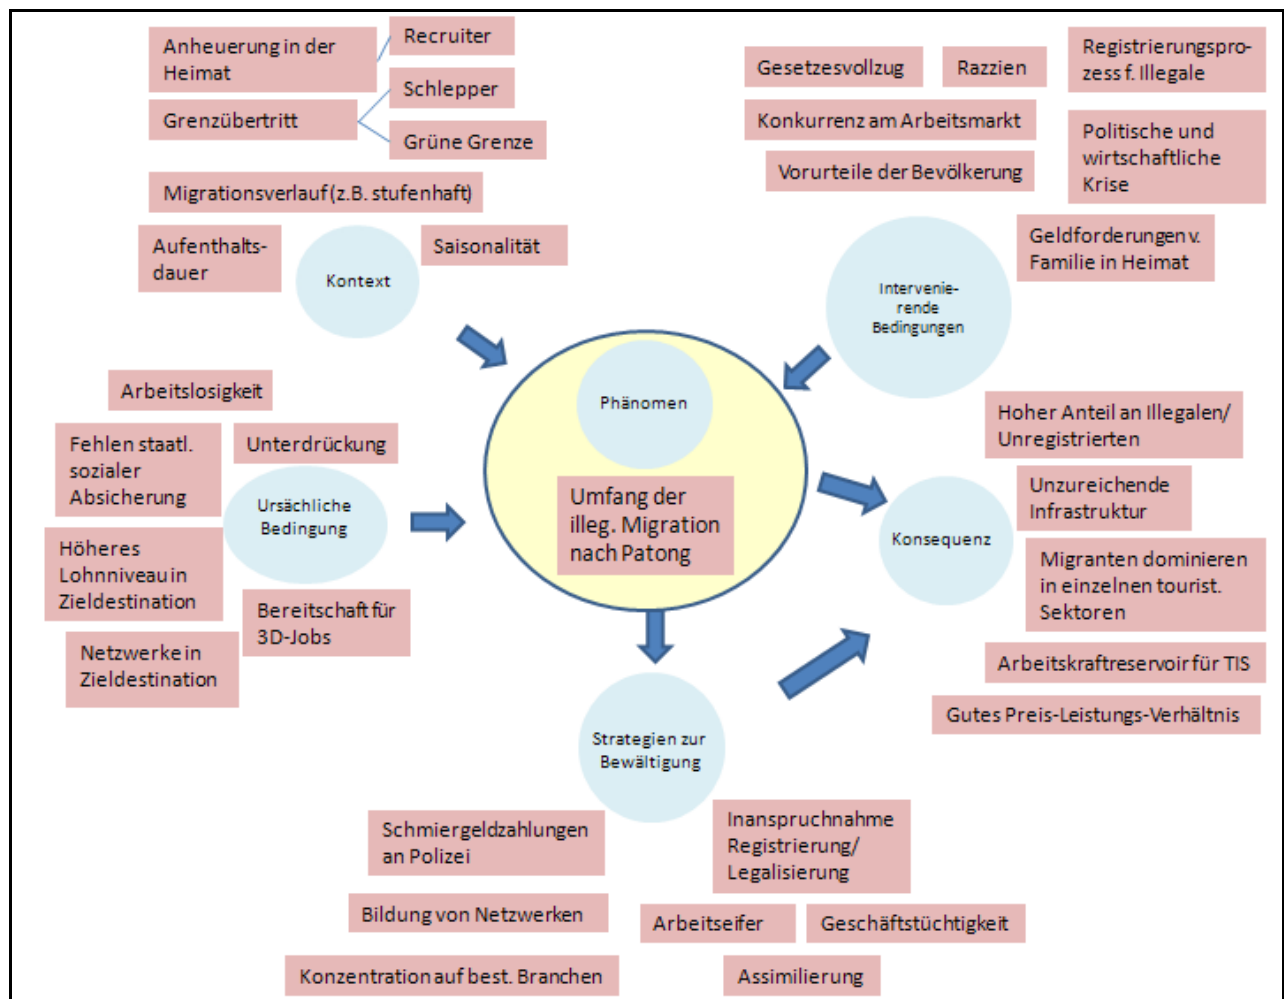 Anheuerung in der
Heimat
Recruiter
Grenzübertritt
Schlepper
Grüne Grenze
Migrationsverlauf (z.B. stufenhaft)
Aufenthalts-
dauer
Saisonalität
Kontext
Gesetzesvollzug
Razzien
Registrierungspro-
zess f. Illegale
Konkurrenz am Arbeitsmarkt
Politische und
wirtschaftliche
Krise
Vorurteile der Bevölkerung
Geldforderungen v.
Familie in Heimat
Intervenie-
rende
Bedingungen
Phänomen
Umfang der
illeg. Migration
nach Patong
Arbeitslosigkeit
Fehlen staatl.
sozialer
Absicherung
Unterdrückung
Ursächliche
Bedingung
Höheres
Lohnniveau in
Zieldestination
Bereitschaft für
3D-Jobs
Netzwerke in
Zieldestination
Hoher Anteil an Illegalen/
Unregistrierten
Unzureichende
Infrastruktur
Konsequenz
Migranten dominieren
in einzelnen tourist.
Sektoren
Arbeitskraftreservoir für TIS
Gutes Preis-Leistungs-Verhältnis
Strategien zur
Bewältigung
Schmiergeldzahlungen
an Polizei
Inanspruchnahme
Registrierung/
Legalisierung
Bildung von Netzwerken
Arbeitseifer
Geschäftstüchtigkeit
Konzentration auf best. Branchen
Assimilierung